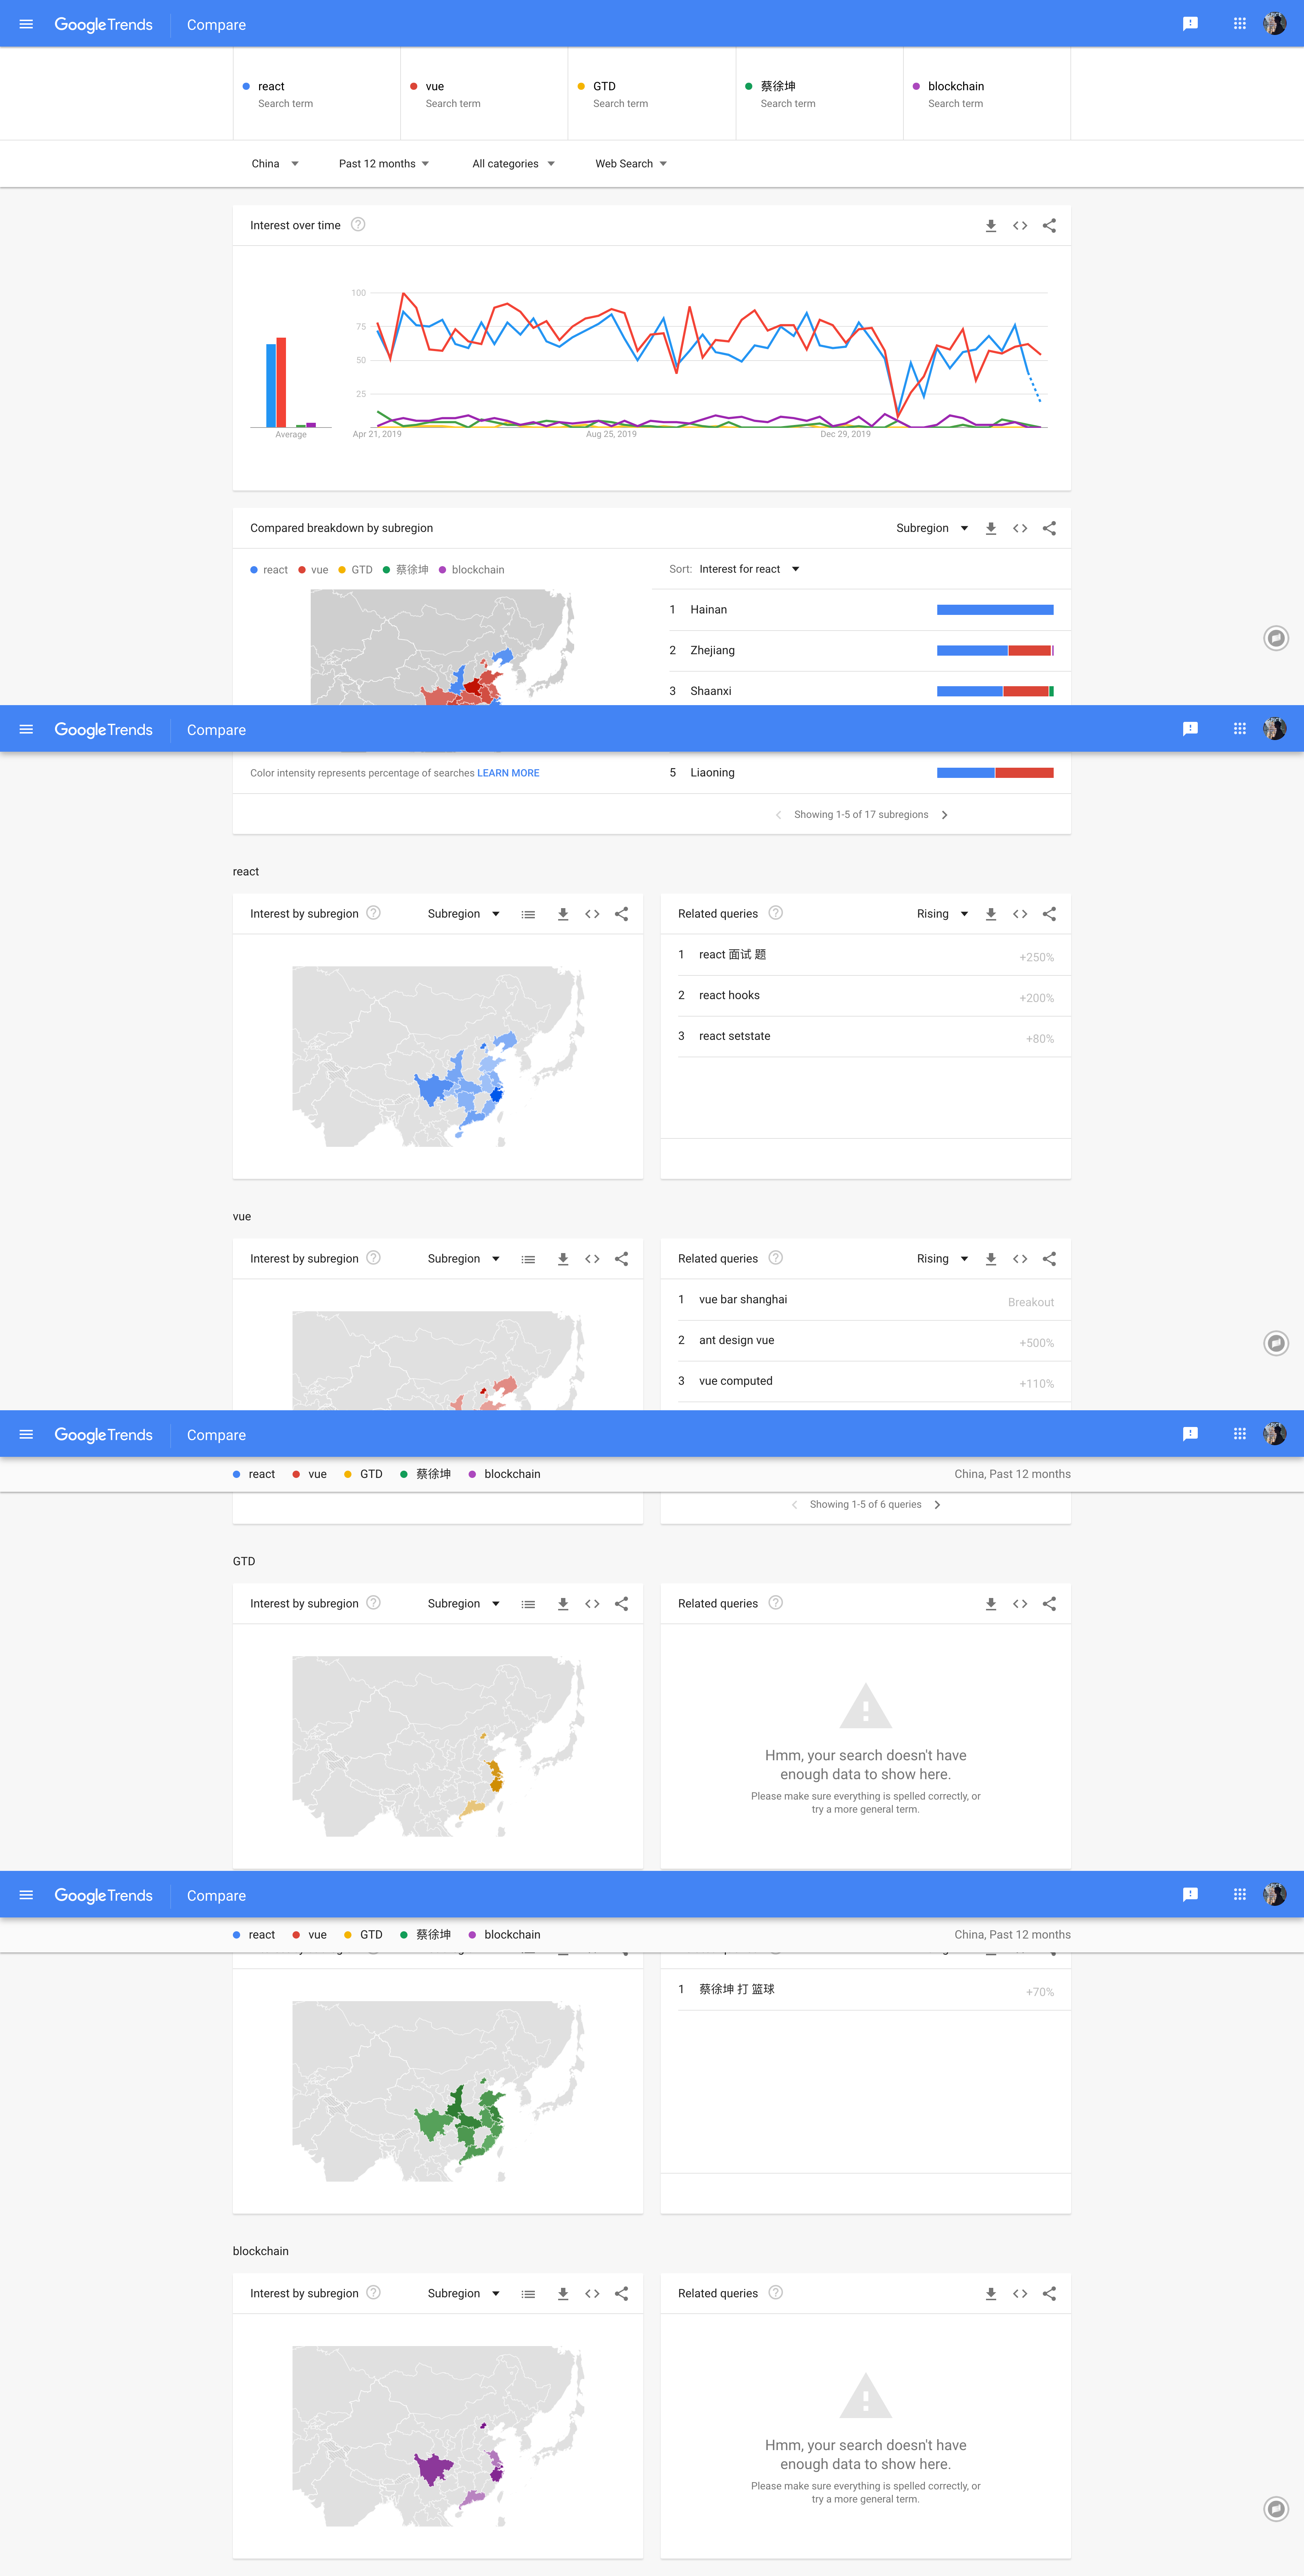 Google Trends Compare
react
Search term
vue
Search term
GTD
Search term
蔡徐坤
Search term
blockchain
Search term
China Past 12 months All categories Web Search
Interest over time
100
75
50
25
Average
Apr 21, 2019 Aug 25, 2019 Dec 29, 2019
Compared breakdown by subregion Subregion
react vue GTD 蔡徐坤 blockchain
Sort: Interest for react
1 Hainan
2 Zhejiang
3 Shaanxi
Google Trends Compare
Color intensity represents percentage of searches LEARN MORE
5 Liaoning
Showing 1-5 of 17 subregions
react
Interest by subregion Subregion
Related queries Rising
1 react 面试 题 +250%
2 react hooks +200%
3 react setstate +80%
vue
Interest by subregion Subregion
Related queries Rising
1 vue bar shanghai Breakout
2 ant design vue +500%
3 vue computed +110%
Google Trends Compare
react vue GTD 蔡徐坤 blockchain China, Past 12 months
Showing 1-5 of 6 queries
GTD
Interest by subregion Subregion
Related queries
Hmm, your search doesn't have
enough data to show here.
Please make sure everything is spelled correctly, or
try a more general term.
Google Trends Compare
react vue GTD 蔡徐坤 blockchain China, Past 12 months
1 蔡徐坤 打 篮球 +70%
blockchain
Interest by subregion Subregion
Related queries
Hmm, your search doesn't have
enough data to show here.
Please make sure everything is spelled correctly, or
try a more general term.